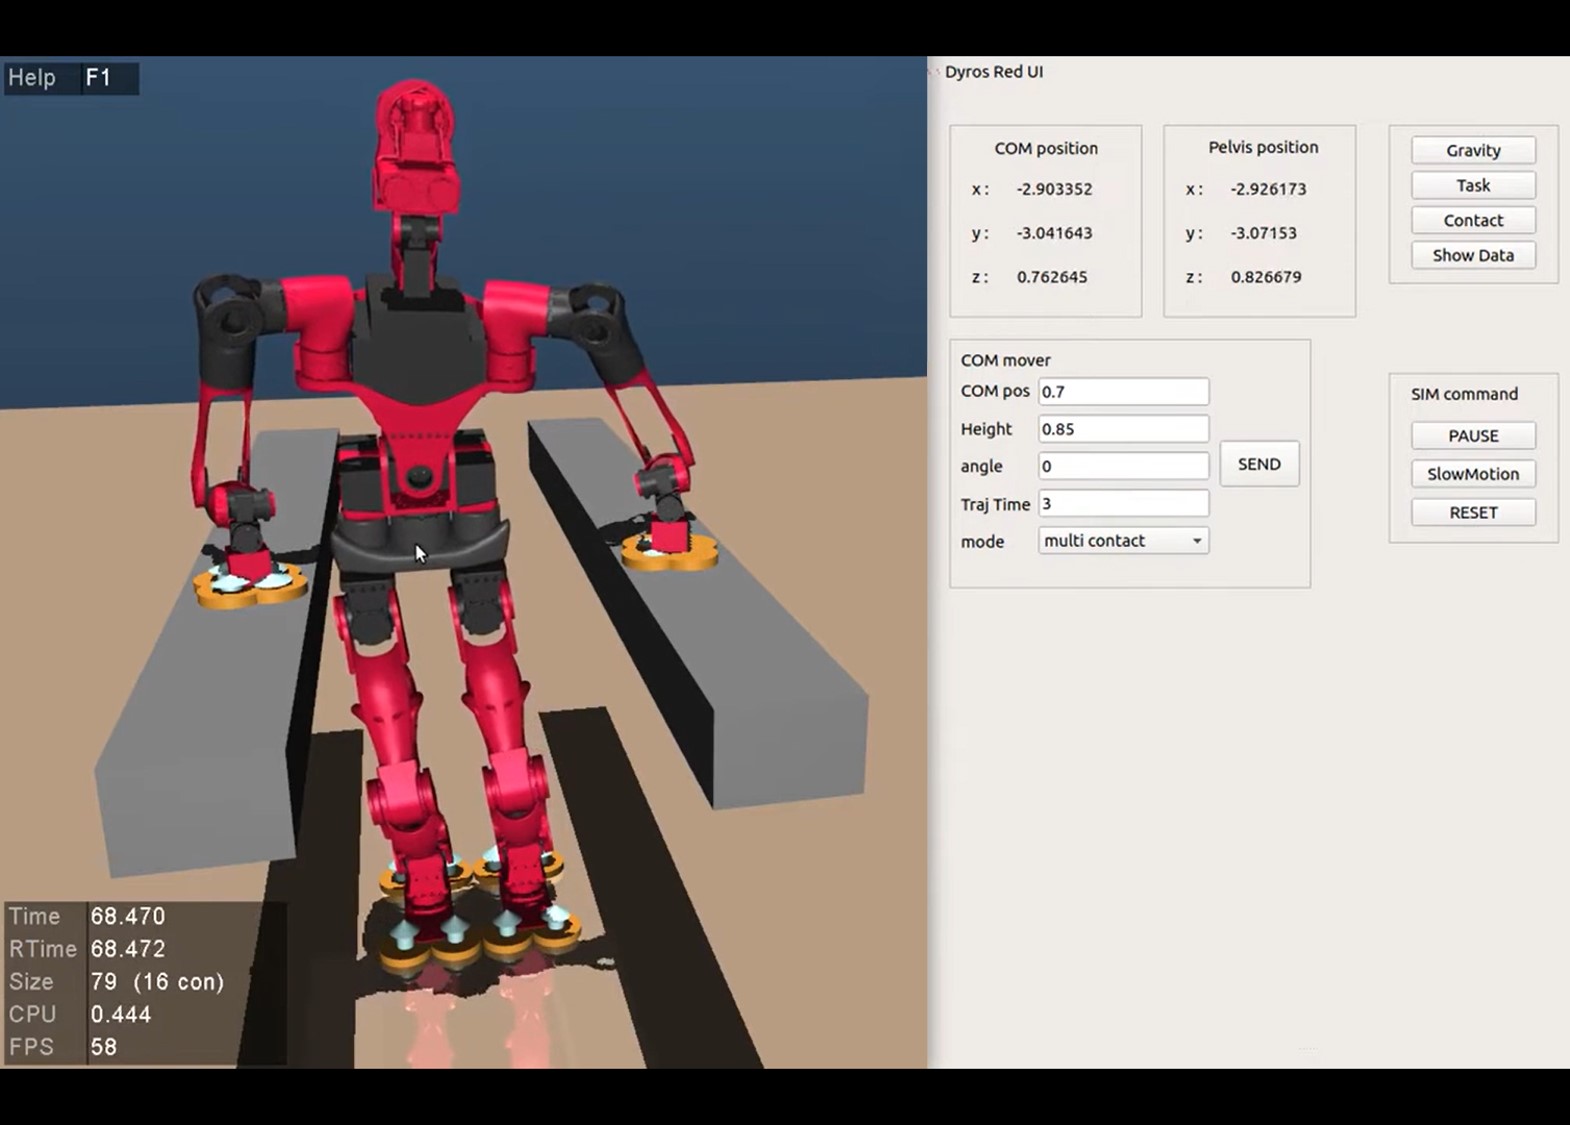 Help F1
Time 68.470
RTime 68.472
Size 79 (16 con)
CPU 0.444
FPS 58
Dyros Red UI
COM position
x : -2.903352
y : -3.041643
z : 0.762645
Pelvis position
x : -2.926173
y : -3.07153
z : 0.826679
Gravity
Task
Contact
Show Data
COM mover
COM pos 0.7
Height 0.85
angle 0
Traj Time 3
mode multi contact
SEND
SIM command
PAUSE
SlowMotion
RESET